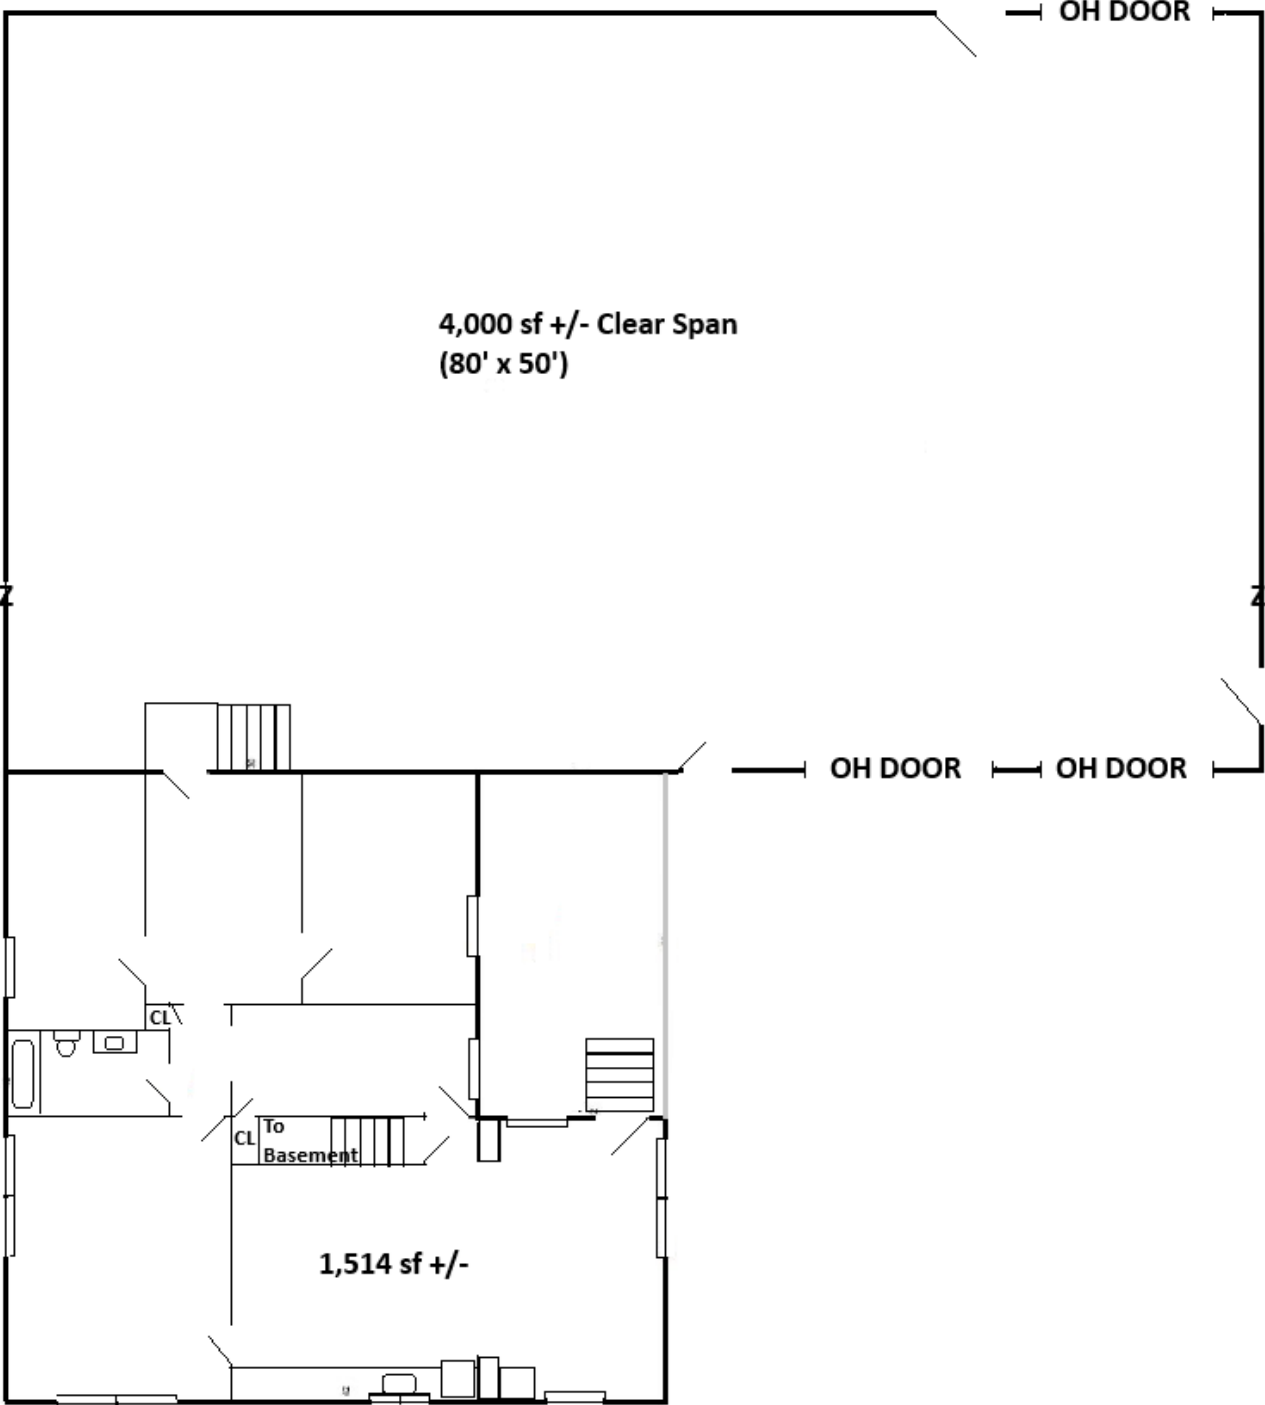 OH DOOR
4,000 sf +/- Clear Span
(80' x 50')
Z Z
OH DOOR OH DOOR
CL
CL To
Basement
1,514 sf +/-